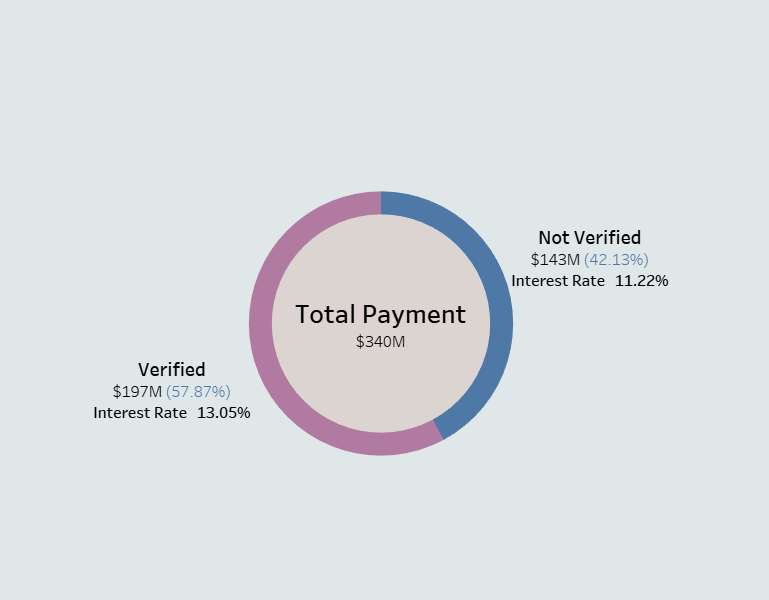 Not Verified
$143M (42.13%)
Interest Rate 11.22%
Total Payment
$340M
Verified
$197M (57.87%)
Interest Rate 13.05%